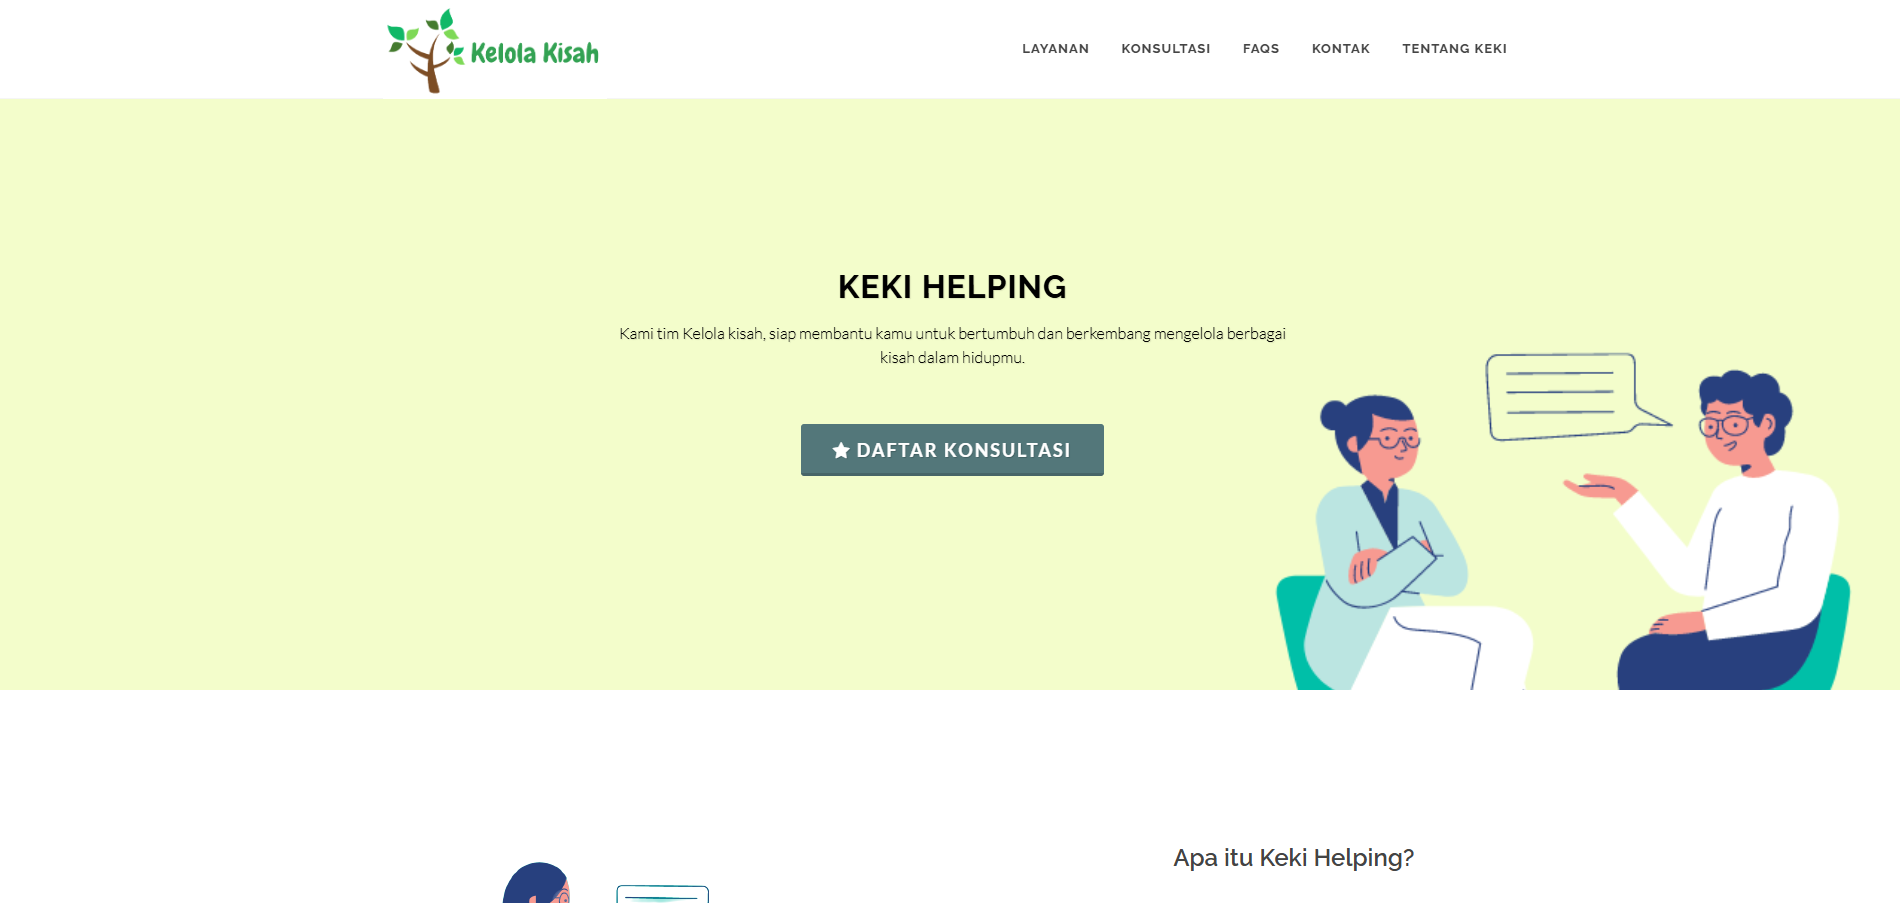 Kelola Kisah
LAYANAN
KONSULTASI
FAQS
KONTAK
TENTANG KEKI
KEKI HELPING
Kami tim Kelola kisah, siap membantu kamu untuk bertumbuh dan berkembang mengelola berbagai
kisah dalam hidupmu.
DAFTAR KONSULTASI
Apa itu Keki Helping?